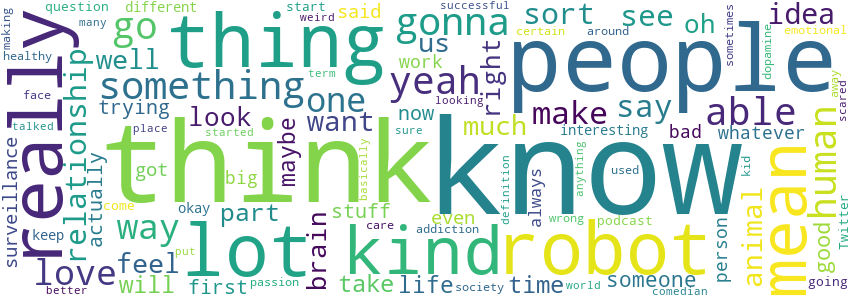 really
think
know
people
thing
lot
kind
robot
mean
something
able
human
go
gonna
yeah
one
way
love
make
say
us
see
sort
idea
oh
said
well
relationship
surveillance
actually
trying
look
want
maybe
right
work
now
much
bad
whatever
interesting
animal
good
Twitter
person
someone
time
life
take
brain
part
stuff
even
always
feel
will
first
got
big
okay
keep
come
better
put
passion
started
place
sure
term
start
weird
different
question
many
making
healthy
face
talked
successful
certain
around
looking
sometimes
dopamine
emotional
away
scared
kid
anything
used
wrong
podcast
definition
basically
care
addiction
society
world
comedian
going